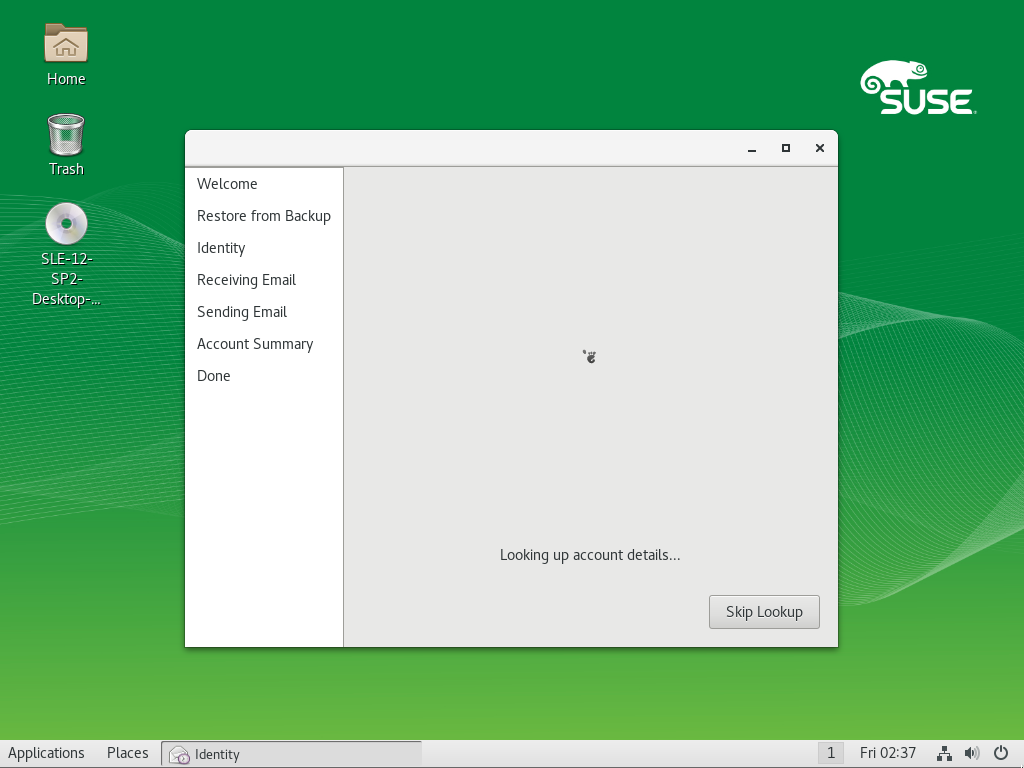 Home
Trash
SLE-12-
SP2-
Desktop-...
SUSE
Welcome
Restore from Backup
Identity
Receiving Email
Sending Email
Account Summary
Done
Looking up account details...
Skip Lookup
Applications
Places
Identity
1
Fri 02:37